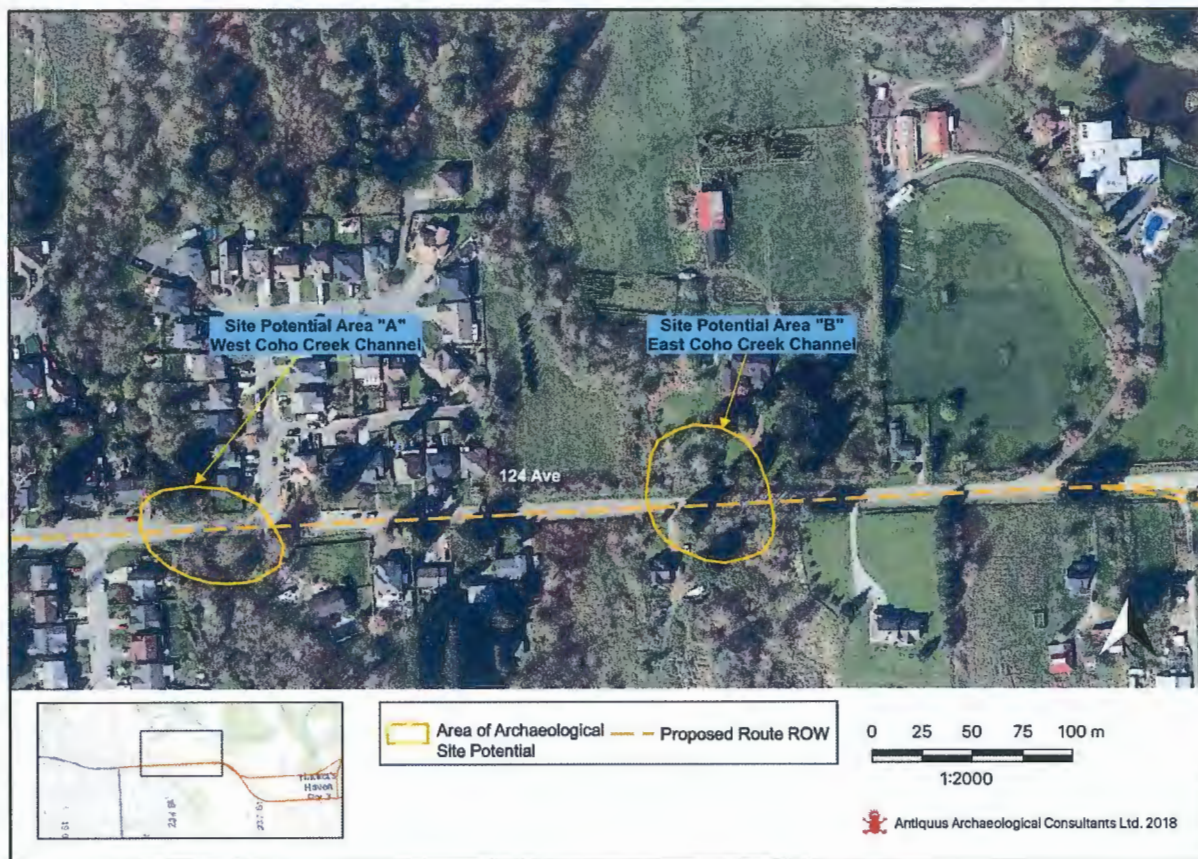 Site Potential Area "A"
West Coho Creek Channel
Site Potential Area "B"
East Coho Creek Channel
124 Ave
Area of Archaeological
Site Potential
Proposed Route ROW
0 25 50 75 100 m
1:2000
Antiquus Archaeological Consultants Ltd. 2018